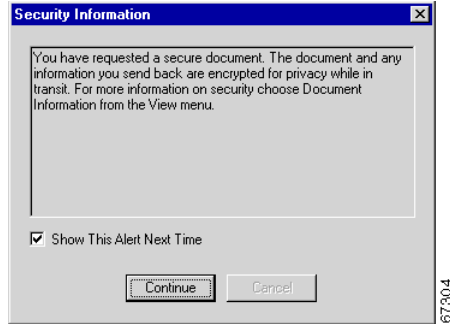 Security Information
You have requested a secure document. The document and any
information you send back are encrypted for privacy while in
transit. For more information on security choose Document
Information from the View menu.
Show This Alert Next Time
Continue
Cancel
67304